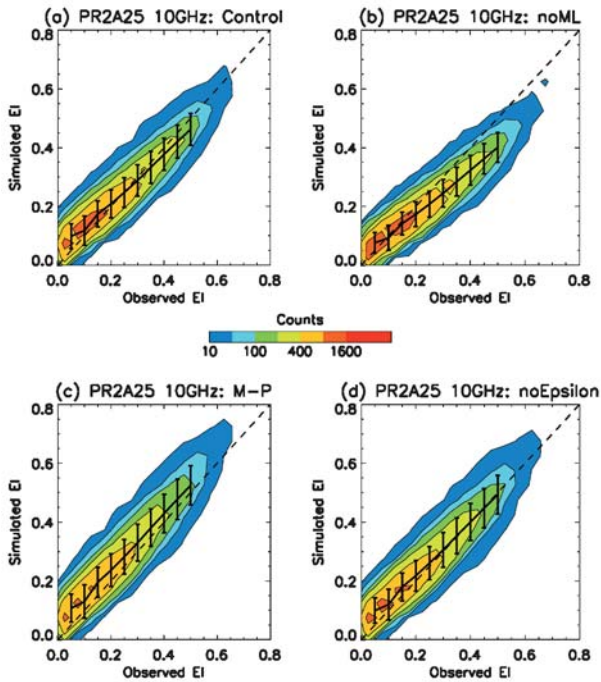 (a) PR2A25 10GHz: Control
(b) PR2A25 10GHz: noML
0.8
0.6
0.4
0.2
0.0
Simulated EI
0.0 0.2 0.4 0.6 0.8
Observed EI
0.8
0.6
0.4
0.2
0.0
Simulated EI
0.0 0.2 0.4 0.6 0.8
Observed EI
Counts
10 100 400 1600
(c) PR2A25 10GHz: M-P
(d) PR2A25 10GHz: noEpsilon
0.8
0.6
0.4
0.2
0.0
Simulated EI
0.0 0.2 0.4 0.6 0.8
Observed EI
0.8
0.6
0.4
0.2
0.0
Simulated EI
0.0 0.2 0.4 0.6 0.8
Observed EI